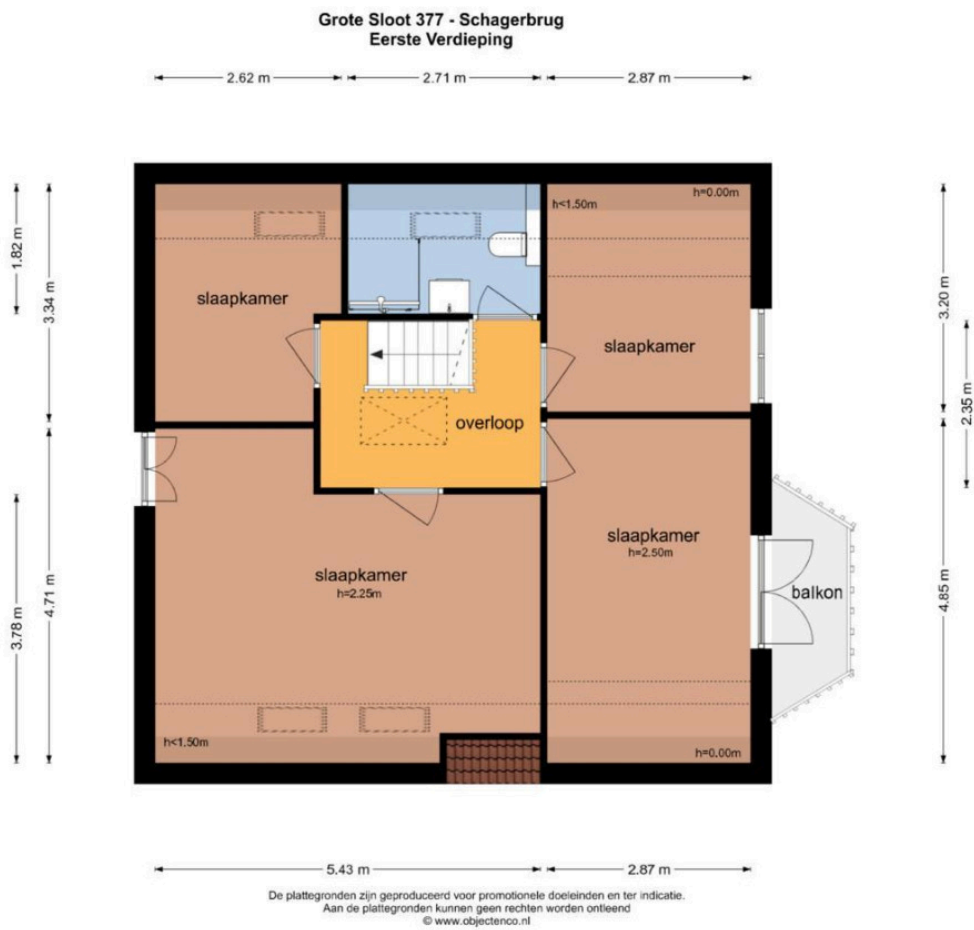 Grote Sloot 377 - Schagerbrug
Eerste Verdieping
2.62 m
2.71 m
2.87 m
h=0.00m
h<1.50m
1.82 m
3.34 m
3.20 m
slaapkamer
slaapkamer
2.35 m
overloop
slaapkamer
h=2.50m
slaapkamer
h=2.25m
balkon
3.78 m
4.71 m
4.85 m
h<1.50m
h=0.00m
5.43 m
2.87 m
De plattegronden zijn geproduceerd voor promotionele doeleinden en ter indicatie.
Aan de plattegronden kunnen geen rechten worden ontleend
© www.objectenco.nl